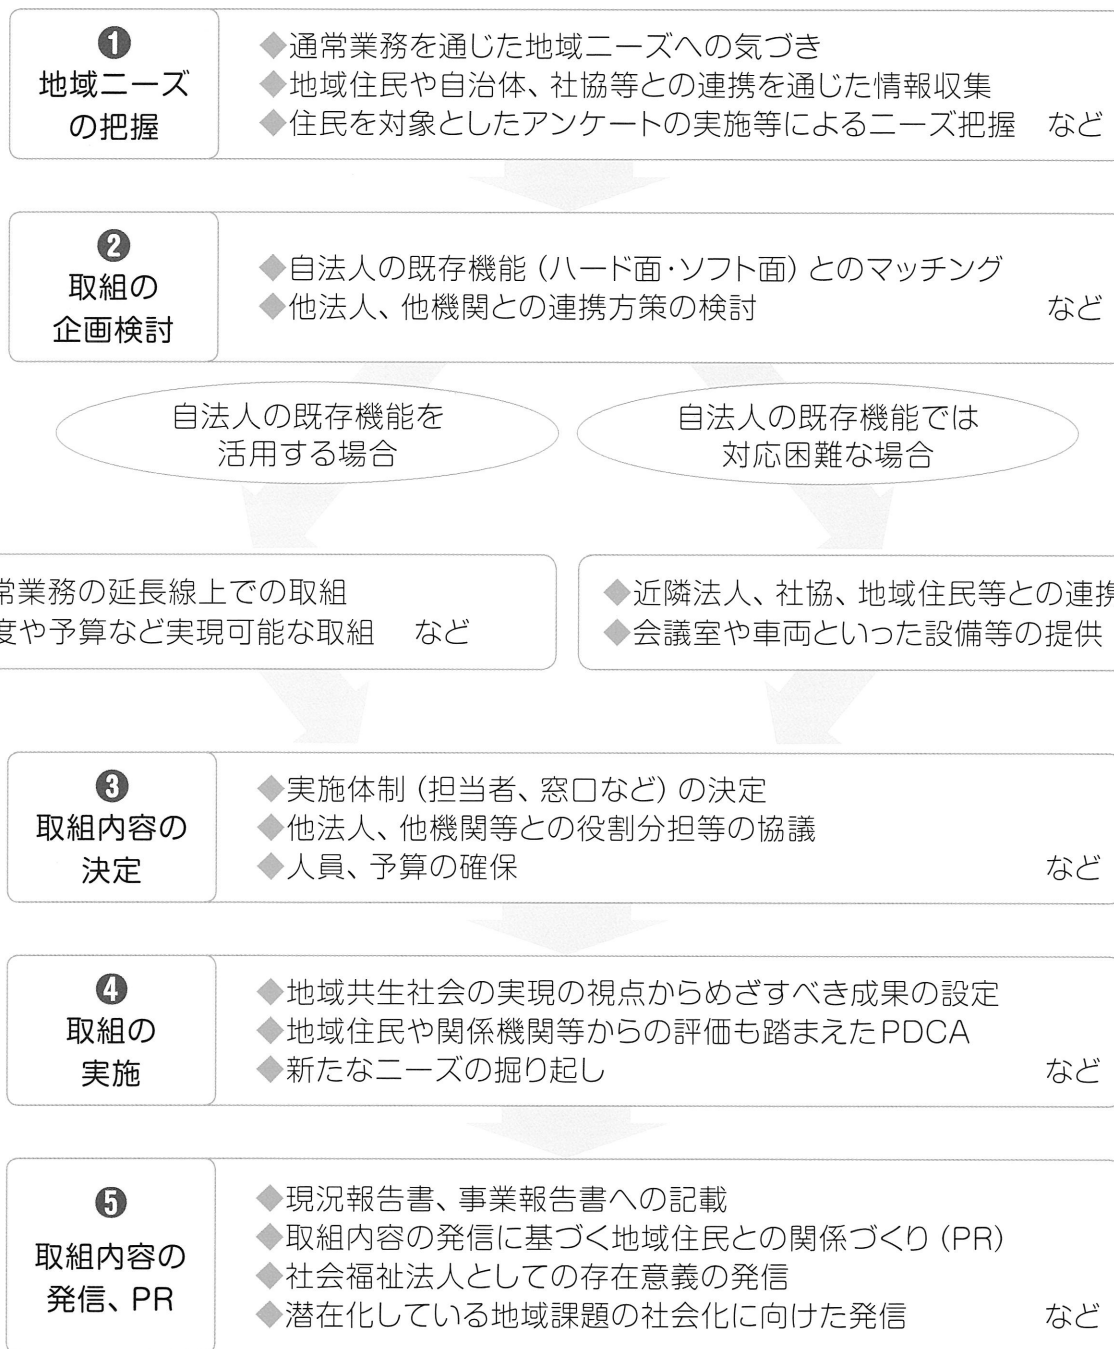 ❶
地域ニーズ
の把握
◆通常業務を通じた地域ニーズへの気づき
◆地域住民や自治体、社協等との連携を通じた情報収集
◆住民を対象としたアンケートの実施等によるニーズ把握　など
❷
取組の
企画検討
◆自法人の既存機能（ハード面・ソフト面）とのマッチング
◆他法人、他機関との連携方策の検討　など
自法人の既存機能を
活用する場合
自法人の既存機能では
対応困難な場合
常業務の延長線上での取組
度や予算など実現可能な取組　など
◆近隣法人、社協、地域住民等との連携
◆会議室や車両といった設備等の提供
❸
取組内容の
決定
◆実施体制（担当者、窓口など）の決定
◆他法人、他機関等との役割分担等の協議
◆人員、予算の確保　など
❹
取組の
実施
◆地域共生社会の実現の視点からめざすべき成果の設定
◆地域住民や関係機関等からの評価も踏まえたPDCA
◆新たなニーズの掘り起し　など
❺
取組内容の
発信、PR
◆現況報告書、事業報告書への記載
◆取組内容の発信に基づく地域住民との関係づくり（PR）
◆社会福祉法人としての存在意義の発信
◆潜在化している地域課題の社会化に向けた発信　など